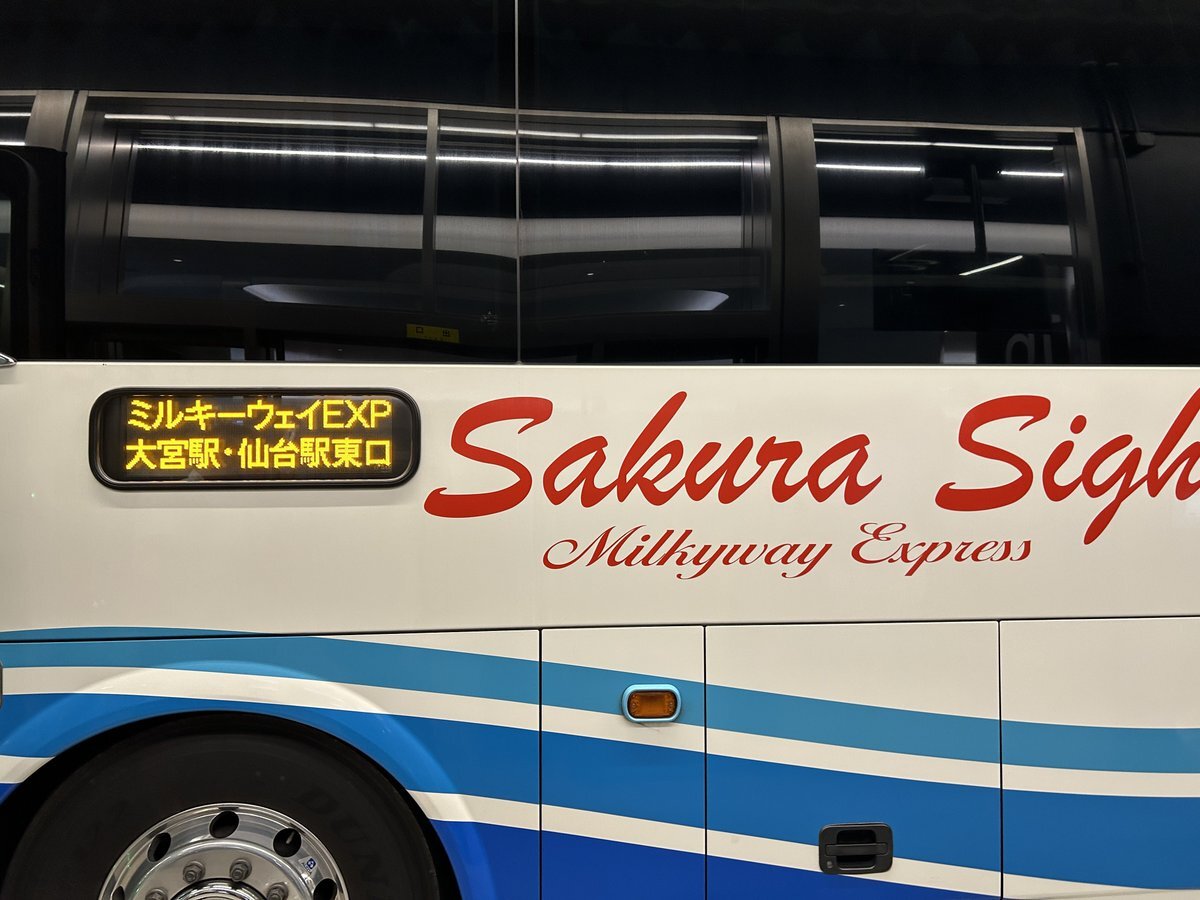 ミルキーウェイEXP
大宮駅・仙台駅東口
Sakura Sigh
Milkyway Express
DUN